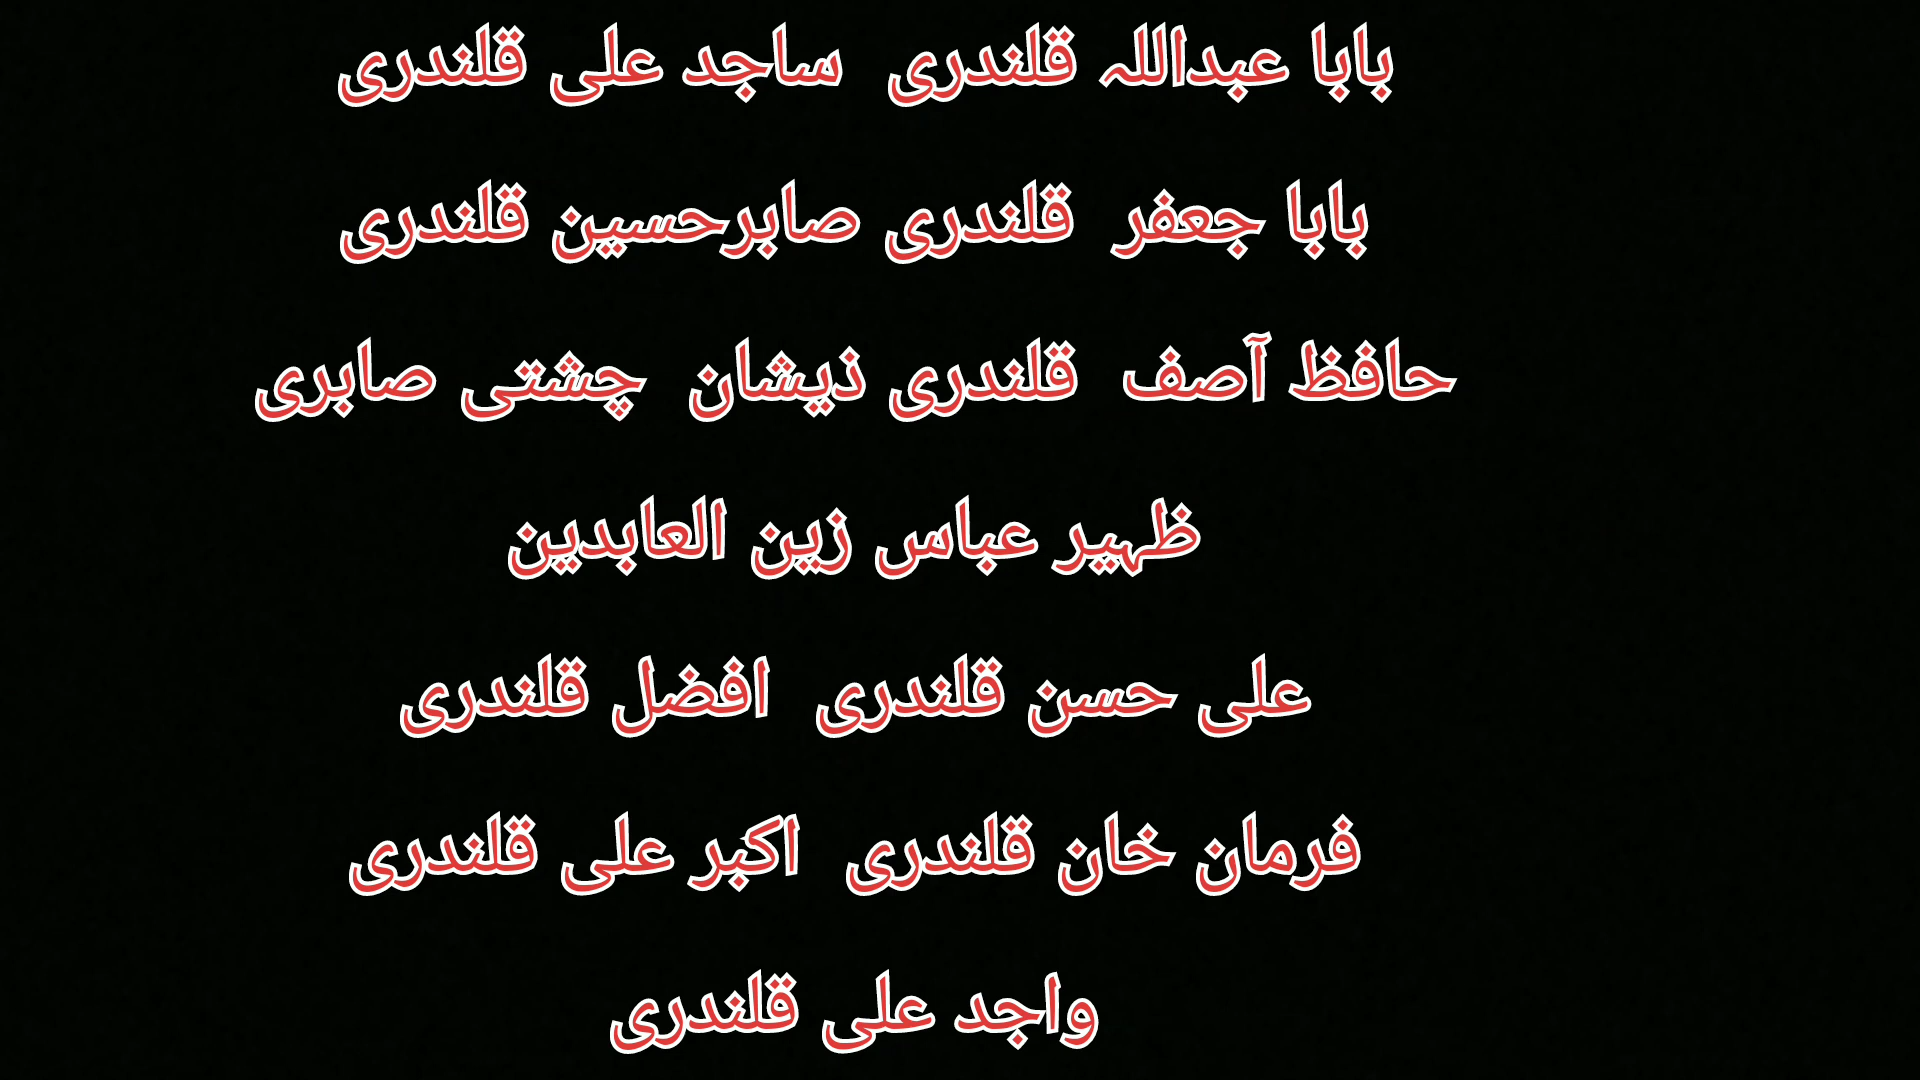 بابا عبداللہ قلندری ساجد علی قلندری
بابا جعفر قلندری صابرحسین قلندری
حافظ آصف قلندری ذیشان چشتی صابری
ظہیر عباس زین العابدین
علی حسن قلندری افضل قلندری
فرمان خان قلندری اکبر علی قلندری
واجد علی قلندری